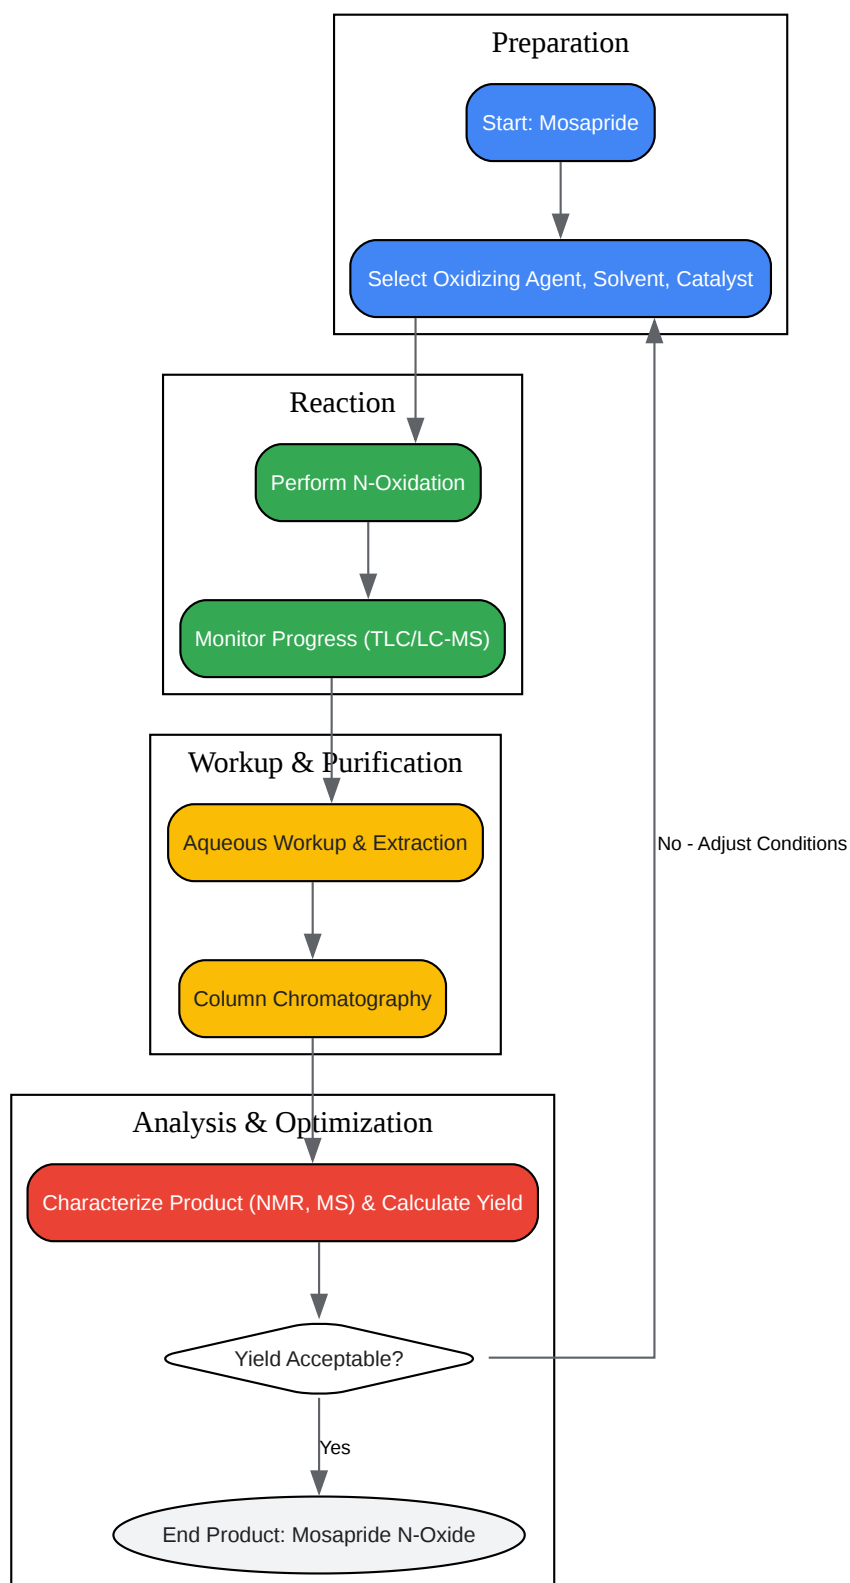 Preparation
Start: Mosapride
Select Oxidizing Agent, Solvent, Catalyst
Reaction
Perform N-Oxidation
Monitor Progress (TLC/LC-MS)
Workup & Purification
Aqueous Workup & Extraction
No - Adjust Conditions
Column Chromatography
Analysis & Optimization
Characterize Product (NMR, MS) & Calculate Yield
Yield Acceptable?
Yes
End Product: Mosapride N-Oxide